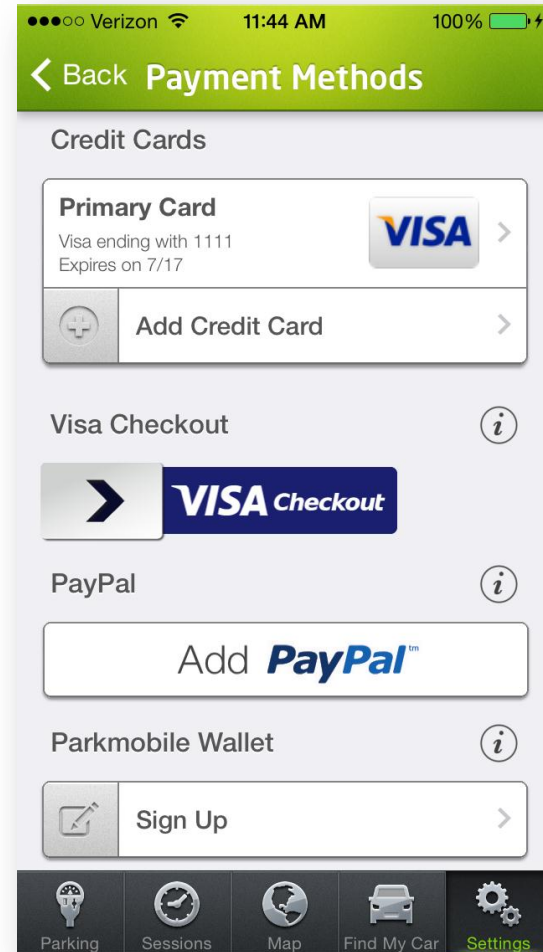 Verizon 11:44 AM 100%
Back Payment Methods
Credit Cards
Primary Card
Visa ending with 1111
Expires on 7/17
VISA
Add Credit Card
Visa Checkout i
VISA Checkout
PayPal i
Add PayPal™
Parkmobile Wallet i
Sign Up
Parking Sessions Map Find My Car Settings